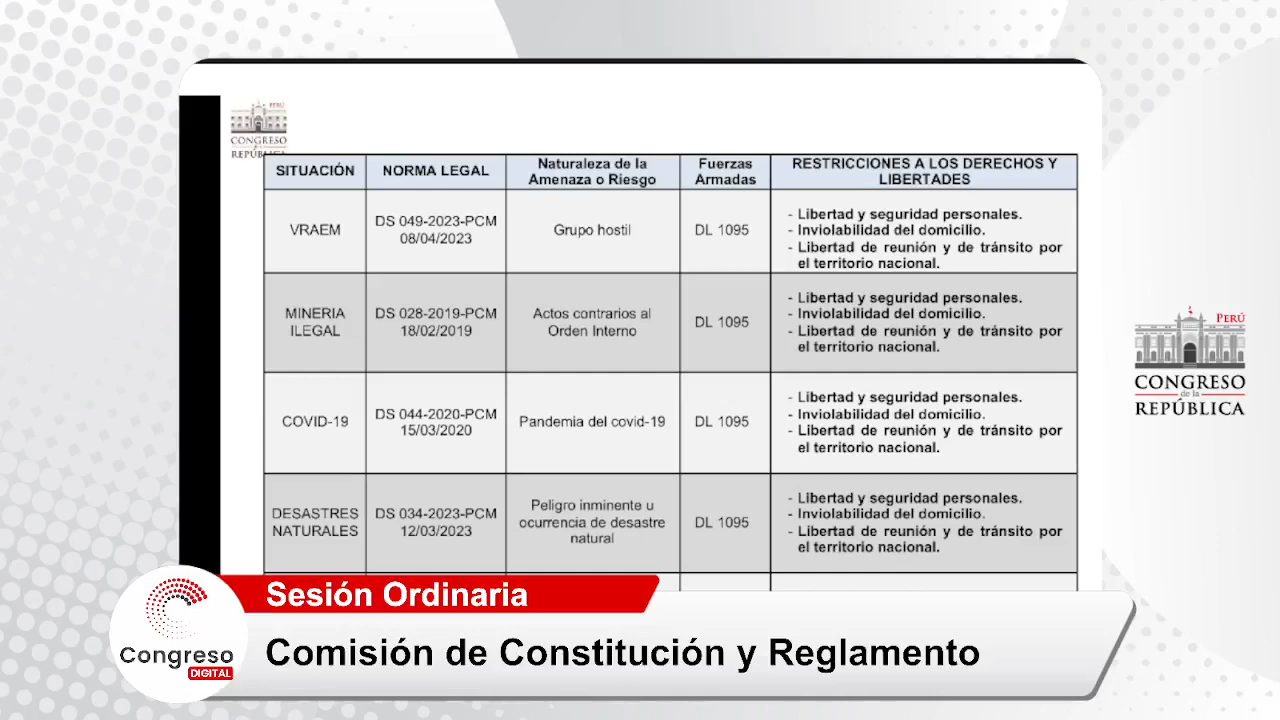 PERÚ
CONGRESO
REPÚBLICA
SITUACIÓN
NORMA LEGAL
Naturaleza de la
Amenaza o Riesgo
Fuerzas
Armadas
RESTRICCIONES A LOS DERECHOS Y
LIBERTADES
VRAEM
DS 049-2023-PCM
08/04/2023
Grupo hostil
DL 1095
- Libertad y seguridad personales.
- Inviolabilidad del domicilio.
- Libertad de reunión y de tránsito por
el territorio nacional.
MINERIA
ILEGAL
DS 028-2019-PCM
18/02/2019
Actos contrarios al
Orden Interno
DL 1095
- Libertad y seguridad personales.
- Inviolabilidad del domicilio.
- Libertad de reunión y de tránsito por
el territorio nacional.
COVID-19
DS 044-2020-PCM
15/03/2020
Pandemia del covid-19
DL 1095
- Libertad y seguridad personales.
- Inviolabilidad del domicilio.
- Libertad de reunión y de tránsito por
el territorio nacional.
DESASTRES
NATURALES
DS 034-2023-PCM
12/03/2023
Peligro inminente u
ocurrencia de desastre
natural
DL 1095
- Libertad y seguridad personales.
- Inviolabilidad del domicilio.
- Libertad de reunión y de tránsito por
el territorio nacional.
PERÚ
CONGRESO
de la
REPÚBLICA
Sesión Ordinaria
Comisión de Constitución y Reglamento
Congreso
DIGITAL